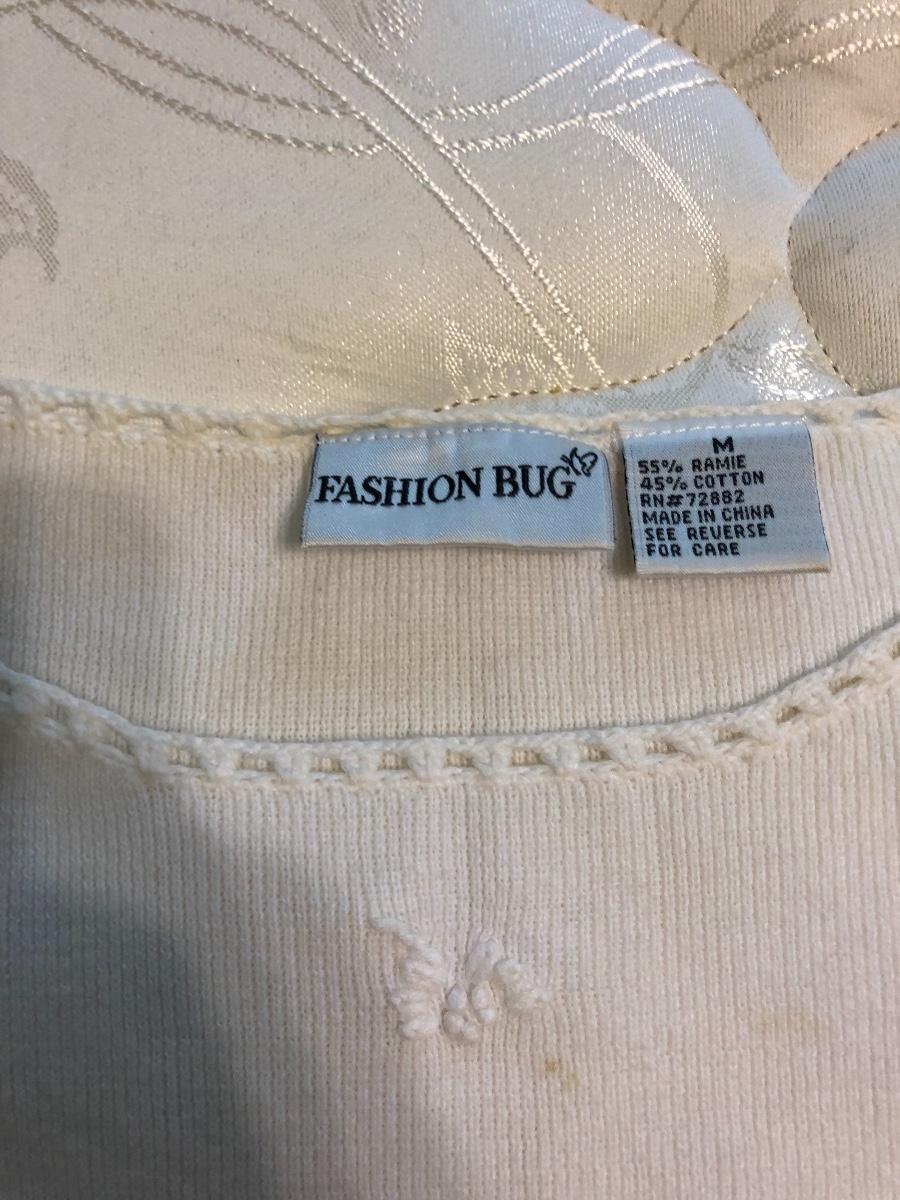 FASHION BUG
M
55% RAMIE
45% COTTON
RN#72882
MADE IN CHINA
SEE REVERSE
FOR CARE